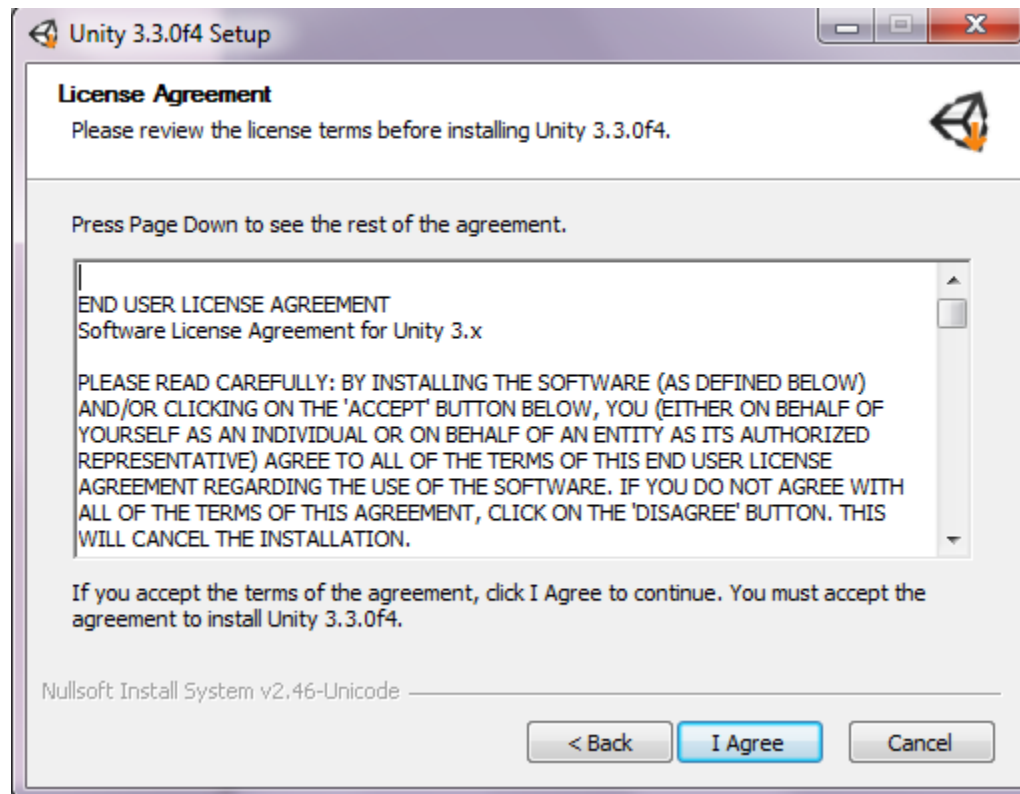 Unity 3.3.0f4 Setup
License Agreement
Please review the license terms before installing Unity 3.3.0f4.
Press Page Down to see the rest of the agreement.
END USER LICENSE AGREEMENT
Software License Agreement for Unity 3.x
PLEASE READ CAREFULLY: BY INSTALLING THE SOFTWARE (AS DEFINED BELOW)
AND/OR CLICKING ON THE 'ACCEPT' BUTTON BELOW, YOU (EITHER ON BEHALF OF
YOURSELF AS AN INDIVIDUAL OR ON BEHALF OF AN ENTITY AS ITS AUTHORIZED
REPRESENTATIVE) AGREE TO ALL OF THE TERMS OF THIS END USER LICENSE
AGREEMENT REGARDING THE USE OF THE SOFTWARE. IF YOU DO NOT AGREE WITH
ALL OF THE TERMS OF THIS AGREEMENT, CLICK ON THE 'DISAGREE' BUTTON. THIS
WILL CANCEL THE INSTALLATION.
If you accept the terms of the agreement, click I Agree to continue. You must accept the
agreement to install Unity 3.3.0f4.
Nullsoft Install System v2.46-Unicode
< Back I Agree Cancel